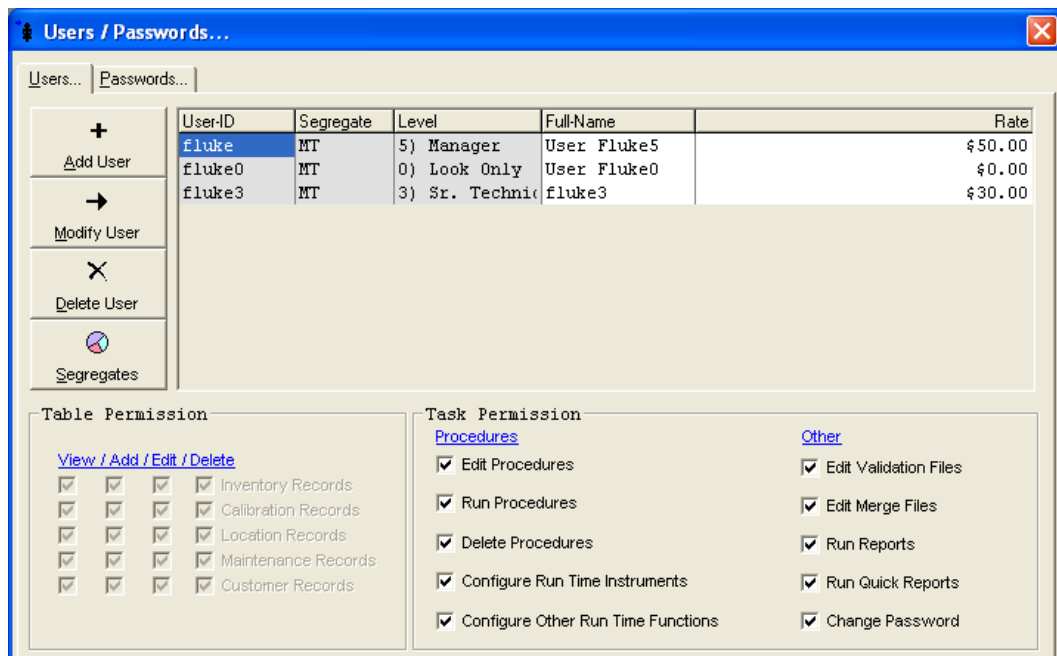 Users / Passwords...
Users... Passwords...
Add User
Modify User
Delete User
Segregates
User-ID Segregate Level Full-Name Rate
fluke MT 5) Manager User Fluke5 $50.00
fluke0 MT 0) Look Only User Fluke0 $0.00
fluke3 MT 3) Sr. Technic fluke3 $30.00
Table Permission
View / Add / Edit / Delete
Inventory Records
Calibration Records
Location Records
Maintenance Records
Customer Records
Task Permission
Procedures
Edit Procedures
Run Procedures
Delete Procedures
Configure Run Time Instruments
Configure Other Run Time Functions
Other
Edit Validation Files
Edit Merge Files
Run Reports
Run Quick Reports
Change Password